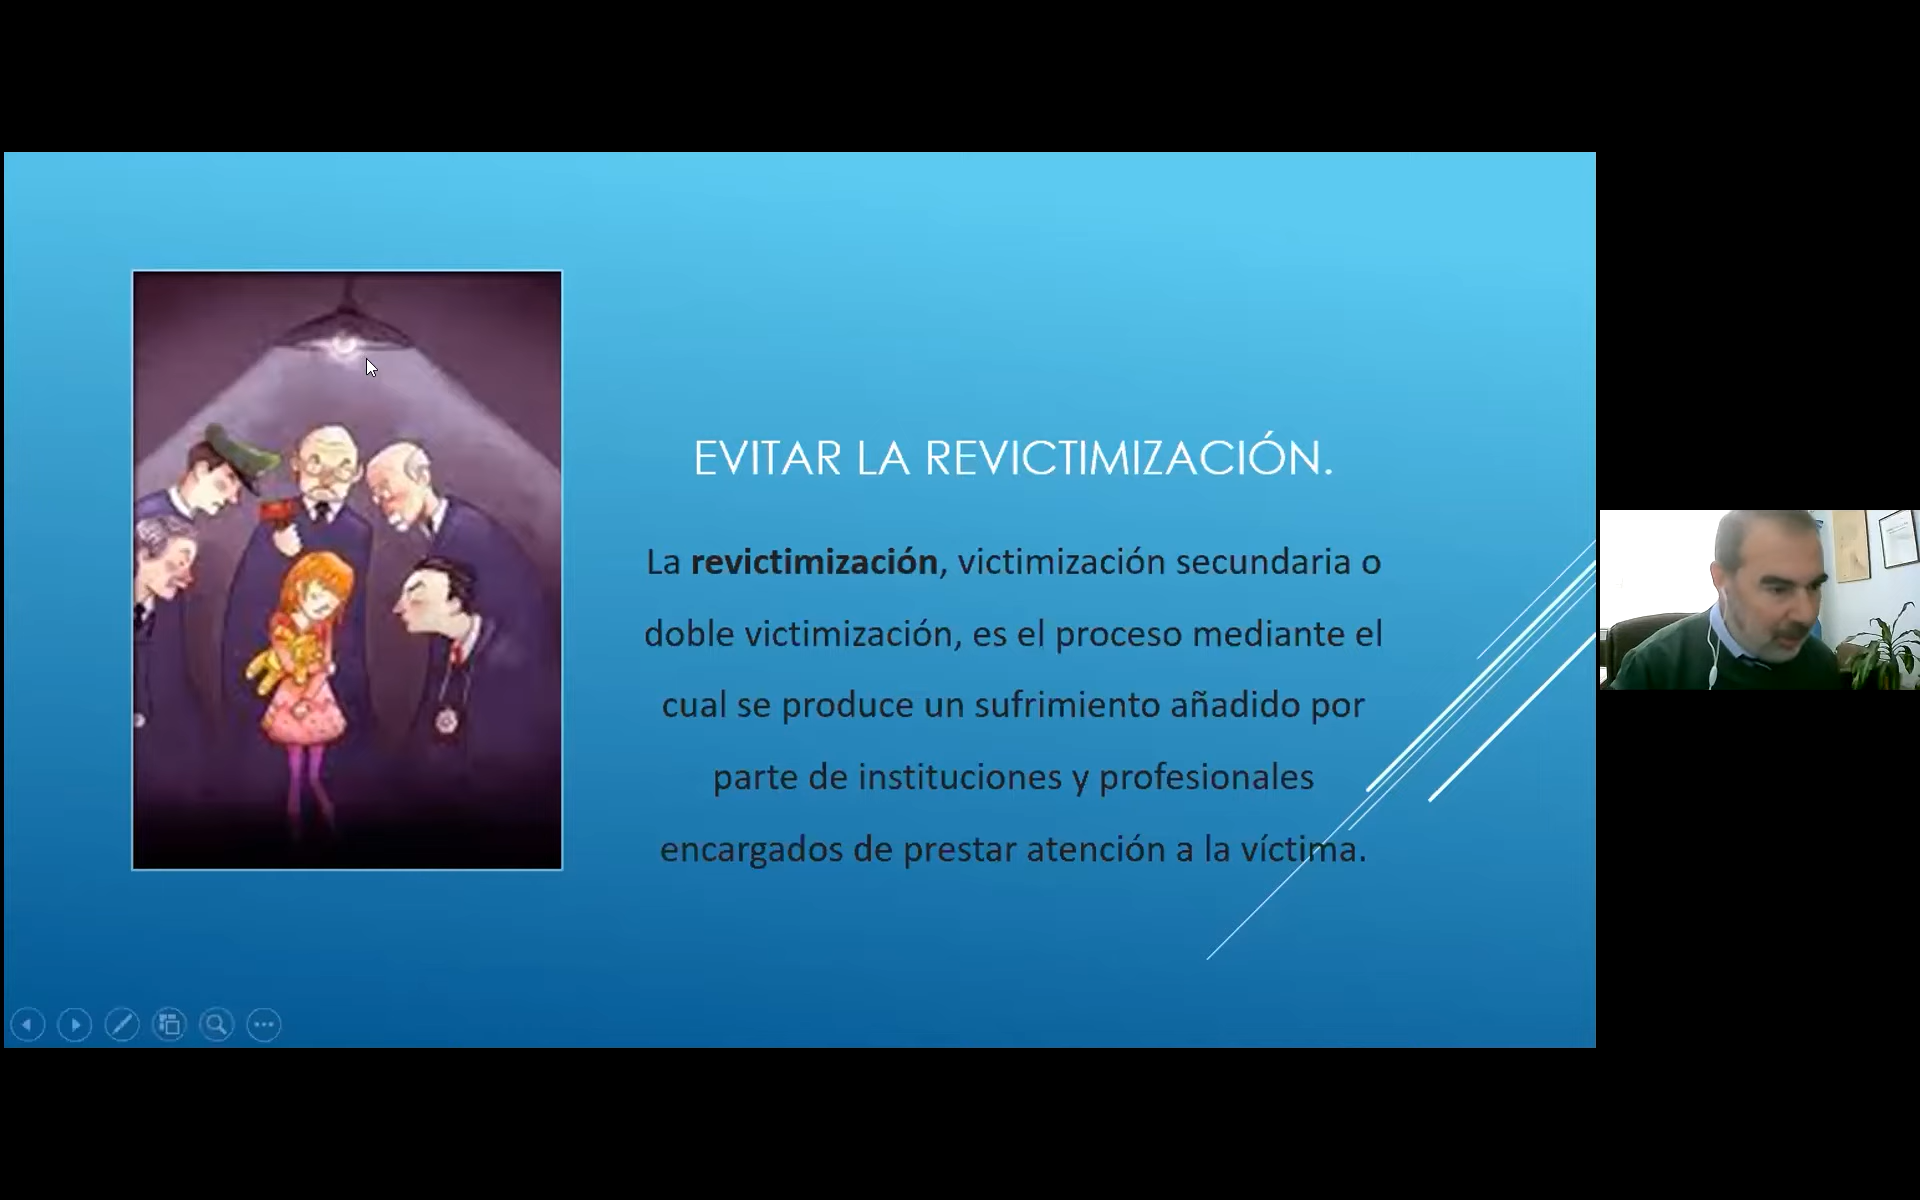 EVITAR LA REVICTIMIZACIÓN.
La revictimización, victimización secundaria o
doble victimización, es el proceso mediante el
cual se produce un sufrimiento añadido por
parte de instituciones y profesionales
encargados de prestar atención a la víctima.